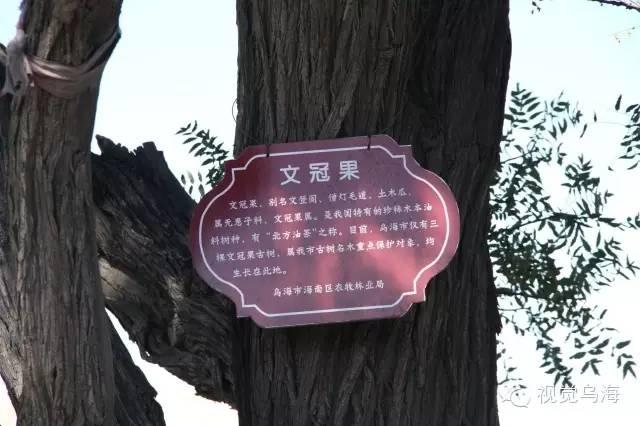 文冠果
文冠果，别名文登阁、僧灯毛道、土木瓜，
属无患子科，文冠果属。是我国特有的珍稀木本油
料树种，有“北方油茶”之称。目前，乌海市仅有三
棵文冠果古树，属我市古树名木重点保护对象，均
生长在此地。
乌海市海南区农牧林业局
视觉乌海